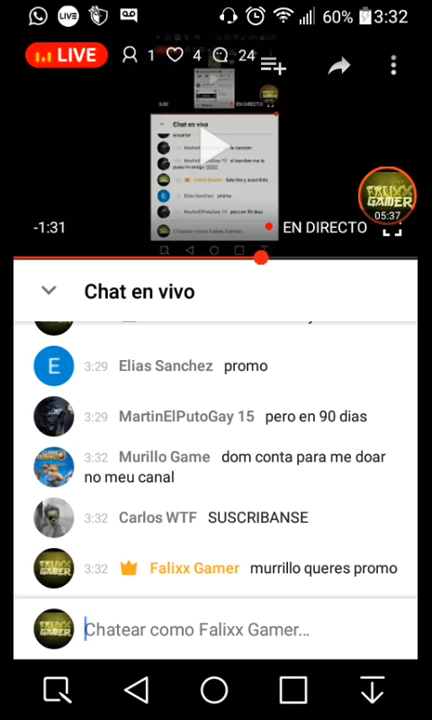 60% 3:32
LIVE 1 4 24
Chat en vivo
FALIXX
GAMER
05:37
-1:31 EN DIRECTO
Chat en vivo
E 3:29 Elias Sanchez promo
3:29 MartinElPutoGay 15 pero en 90 dias
3:32 Murillo Game dom conta para me doar
no meu canal
3:32 Carlos WTF SUSCRIBANSE
3:32 Falixx Gamer murrillo queres promo
Chatear como Falixx Gamer...